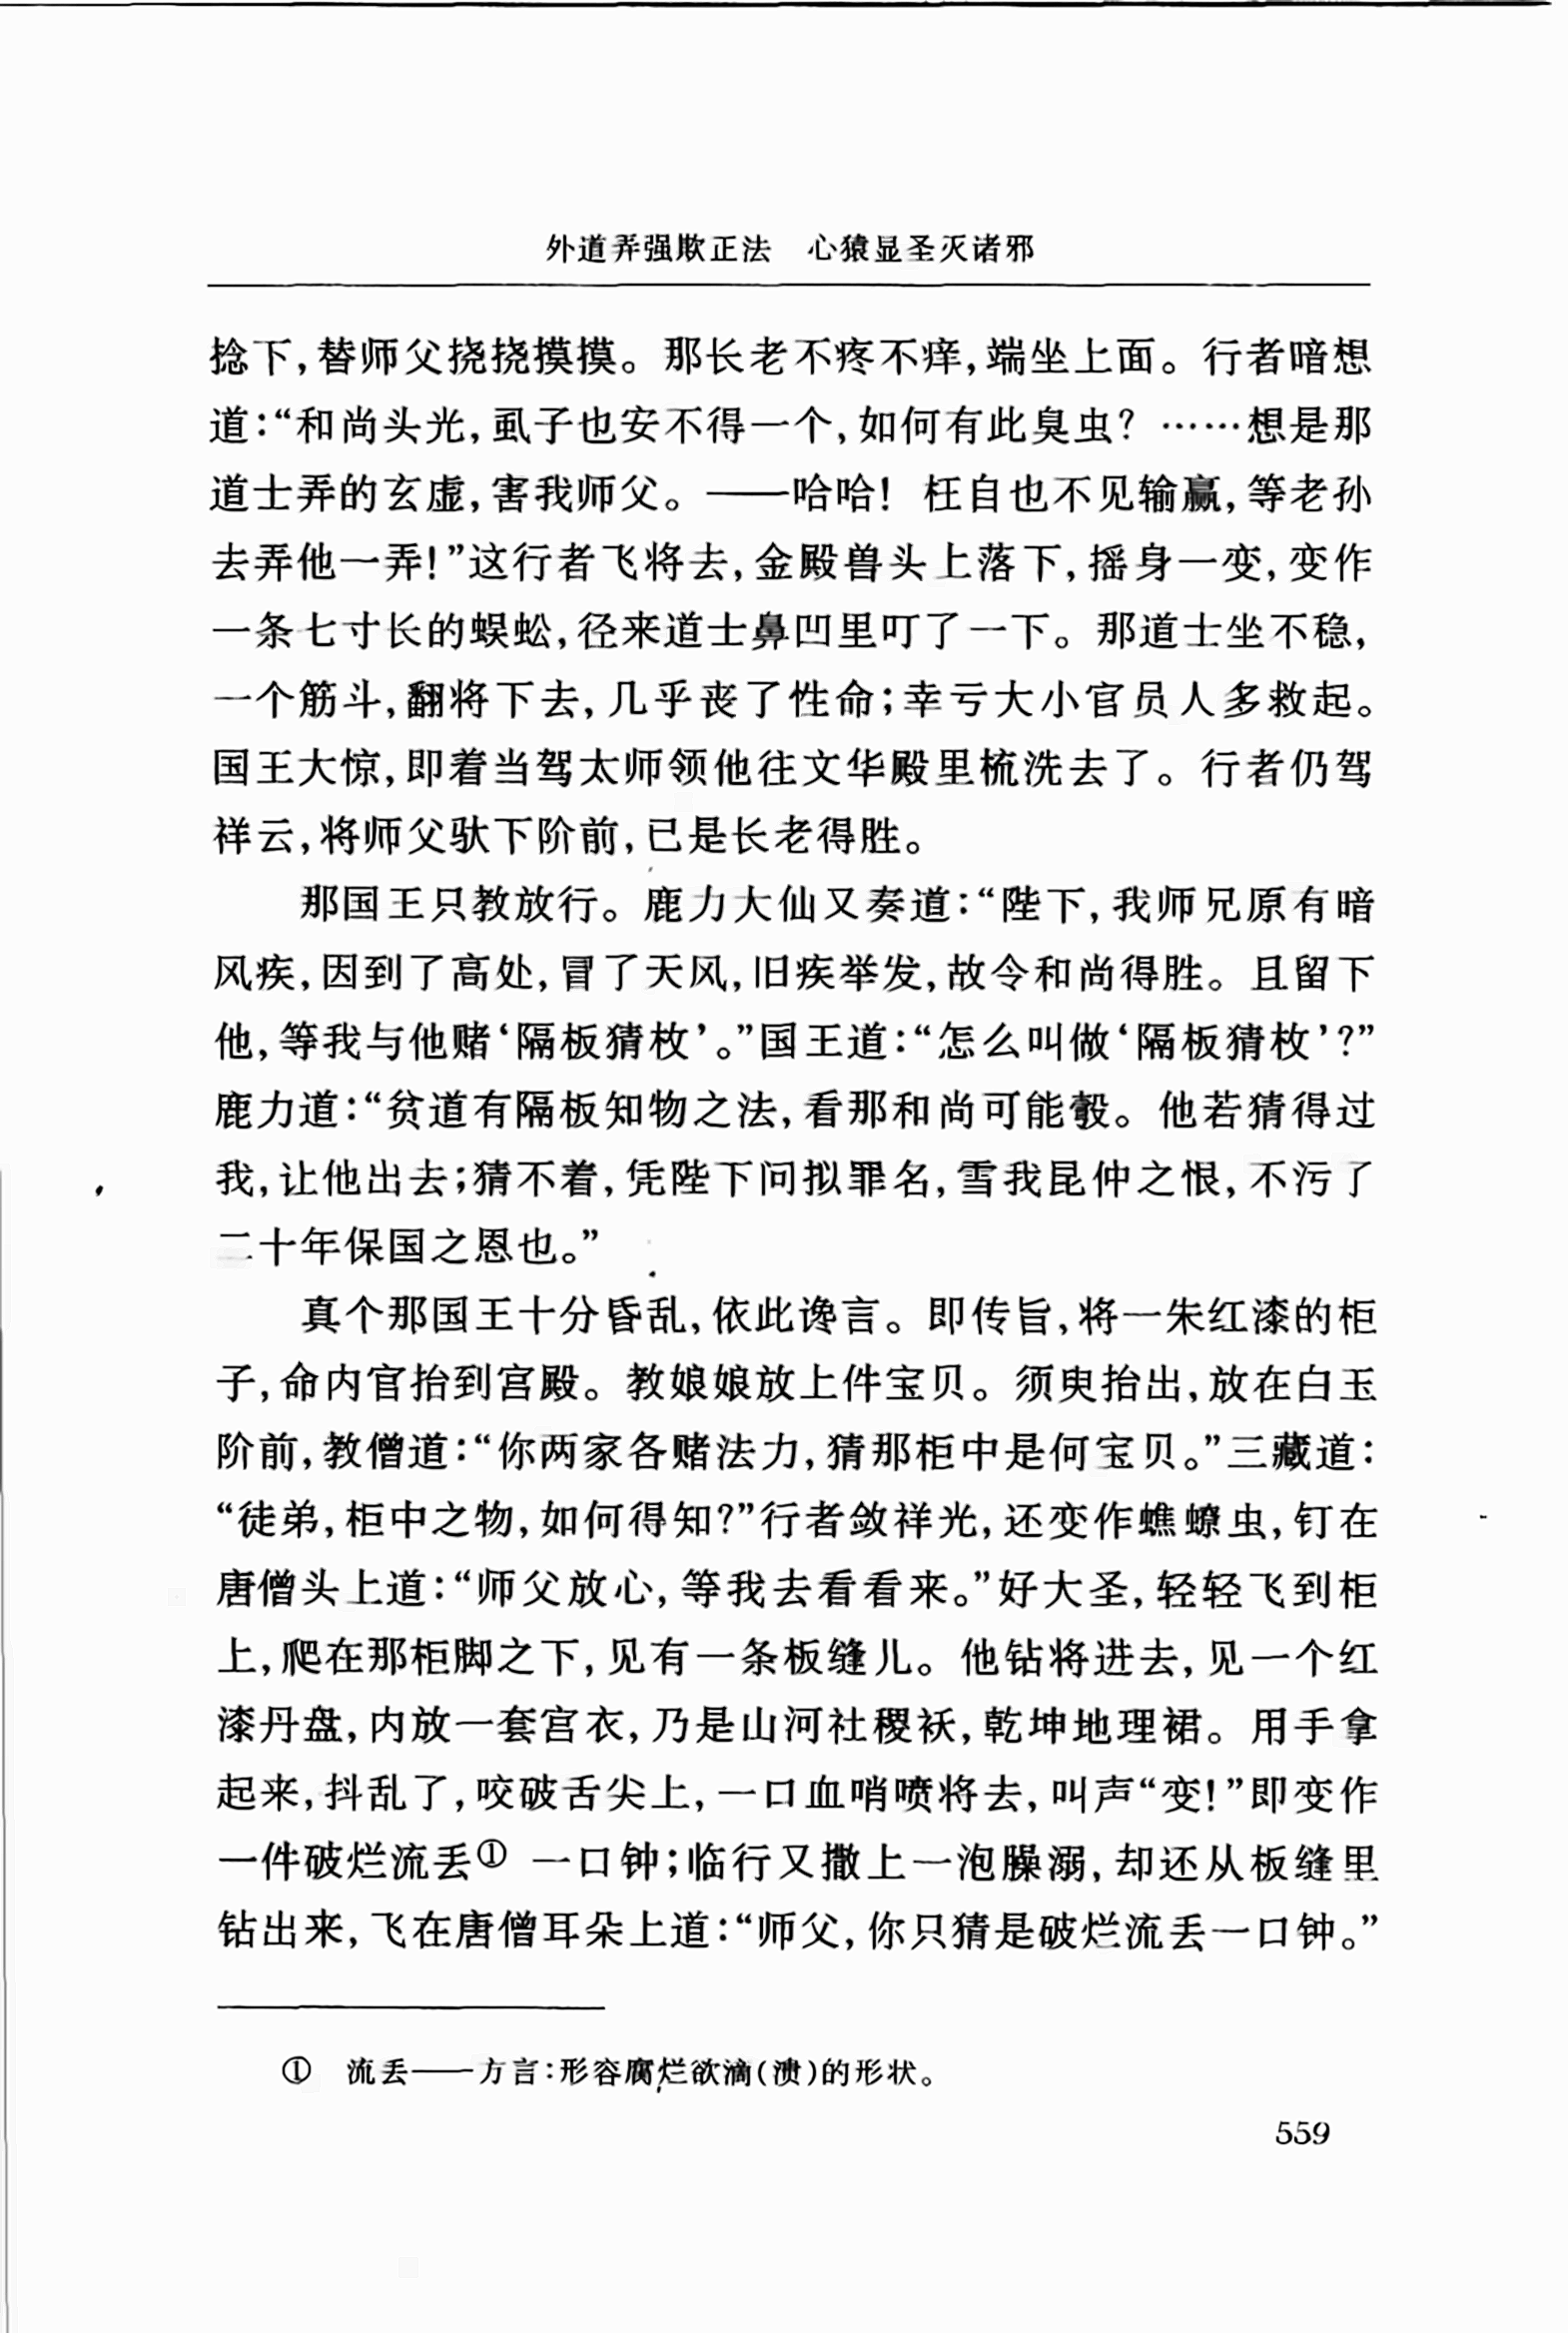 外道弄强欺正法　心猿显圣灭诸邪
捻下,替师父挠挠摸摸。那长老不疼不痒,端坐上面。行者暗想
道:“和尚头光,虱子也安不得一个,如何有此臭虫?……想是那
道士弄的玄虚,害我师父。——哈哈! 枉自也不见输赢,等老孙
去弄他一弄!”这行者飞将去,金殿兽头上落下,摇身一变,变作
一条七寸长的蜈蚣,径来道士鼻凹里叮了一下。那道士坐不稳,
一个筋斗,翻将下去,几乎丧了性命;幸亏大小官员人多救起。
国王大惊,即着当驾太师领他往文华殿里梳洗去了。行者仍驾
祥云,将师父驮下阶前,已是长老得胜。
那国王只教放行。鹿力大仙又奏道:“陛下,我师兄原有暗
风疾,因到了高处,冒了天风,旧疾举发,故令和尚得胜。且留下
他,等我与他赌‘隔板猜枚’。”国王道:“怎么叫做‘隔板猜枚’?”
鹿力道:“贫道有隔板知物之法,看那和尚可能彀。他若猜得过
我,让他出去;猜不着,凭陛下问拟罪名,雪我昆仲之恨,不污了
二十年保国之恩也。”
真个那国王十分昏乱,依此谗言。即传旨,将一朱红漆的柜
子,命内官抬到宫殿。教娘娘放上件宝贝。须臾抬出,放在白玉
阶前,教僧道:“你两家各赌法力,猜那柜中是何宝贝。”三藏道:
“徒弟,柜中之物,如何得知?”行者敛祥光,还变作蟭蟟虫,钉在
唐僧头上道:“师父放心,等我去看看来。”好大圣,轻轻飞到柜
上,爬在那柜脚之下,见有一条板缝儿。他钻将进去,见一个红
漆丹盘,内放一套宫衣,乃是山河社稷袄,乾坤地理裙。用手拿
起来,抖乱了,咬破舌尖上,一口血哨喷将去,叫声“变!”即变作
一件破烂流丢① 一口钟;临行又撒上一泡臊溺,却还从板缝里
钻出来,飞在唐僧耳朵上道:“师父,你只猜是破烂流丢一口钟。”
①　流丢——方言:形容腐烂欲滴(溃)的形状。
559